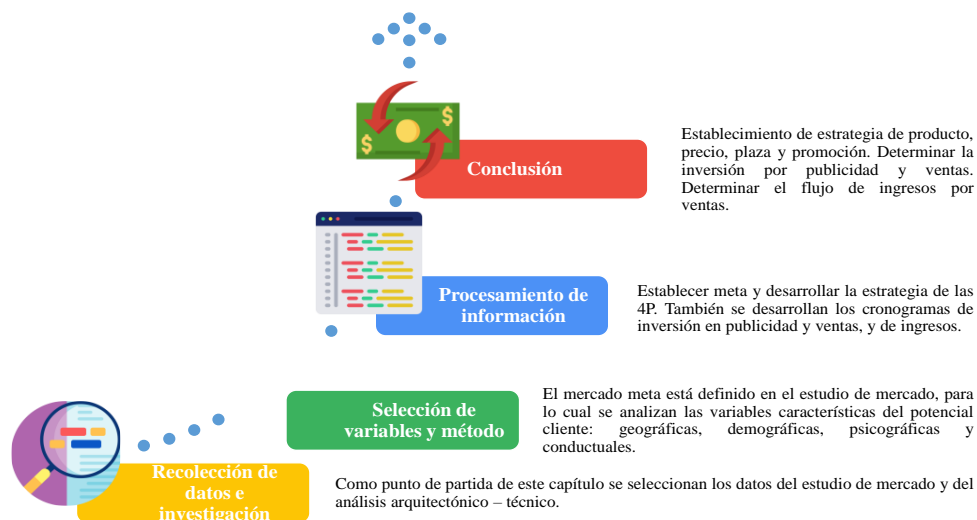 Conclusión
Establecimiento de estrategia de producto,
precio, plaza y promoción. Determinar la
inversión por publicidad y ventas.
Determinar el flujo de ingresos por
ventas.
Procesamiento de
información
Establecer meta y desarrollar la estrategia de las
4P. También se desarrollan los cronogramas de
inversión en publicidad y ventas, y de ingresos.
Selección de
variables y método
El mercado meta está definido en el estudio de mercado, para
lo cual se analizan las variables características del potencial
cliente: geográficas, demográficas, psicográficas y
conductuales.
Recolección de
datos e
investigación
Como punto de partida de este capítulo se seleccionan los datos del estudio de mercado y del
análisis arquitectónico – técnico.